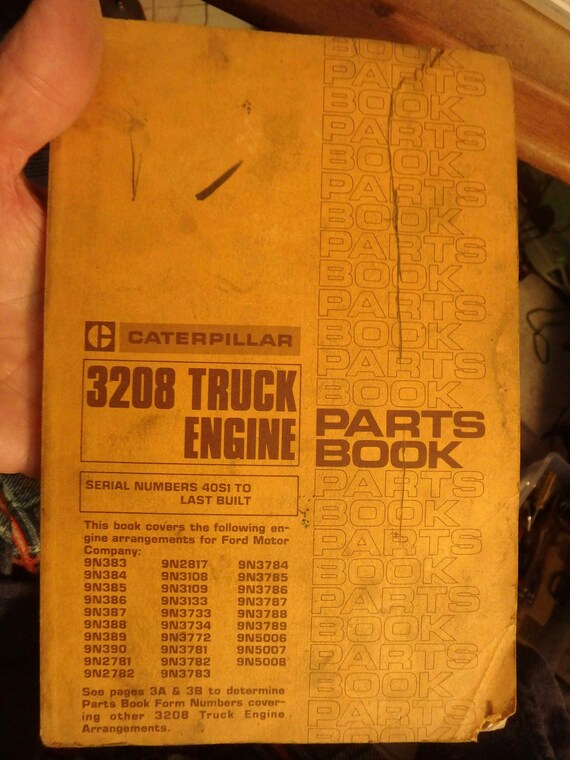 CATERPILLAR
3208 TRUCK
ENGINE
SERIAL NUMBERS 40S1 TO
LAST BUILT
This book covers the following en-
gine arrangements for Ford Motor
Company:
9N383 9N2817 9N3784
9N384 9N3108 9N3785
9N385 9N3109 9N3786
9N386 9N3133 9N3787
9N387 9N3733 9N3788
9N388 9N3734 9N3789
9N389 9N3772 9N5006
9N390 9N3781 9N5007
9N2781 9N3782 9N5008
9N2782 9N3783
See pages 3A & 3B to determine
Parts Book Form Numbers cover-
ing other 3208 Truck Engine
Arrangements.
BOOK
PARTS
BOOK
PARTS
BOOK
PARTS
BOOK
PARTS
BOOK
PARTS
BOOK
PARTS
BOOK
PARTS
BOOK
PARTS
BOOK
PARTS
BOOK
PARTS
BOOK
PARTS
BOOK
PARTS
BOOK